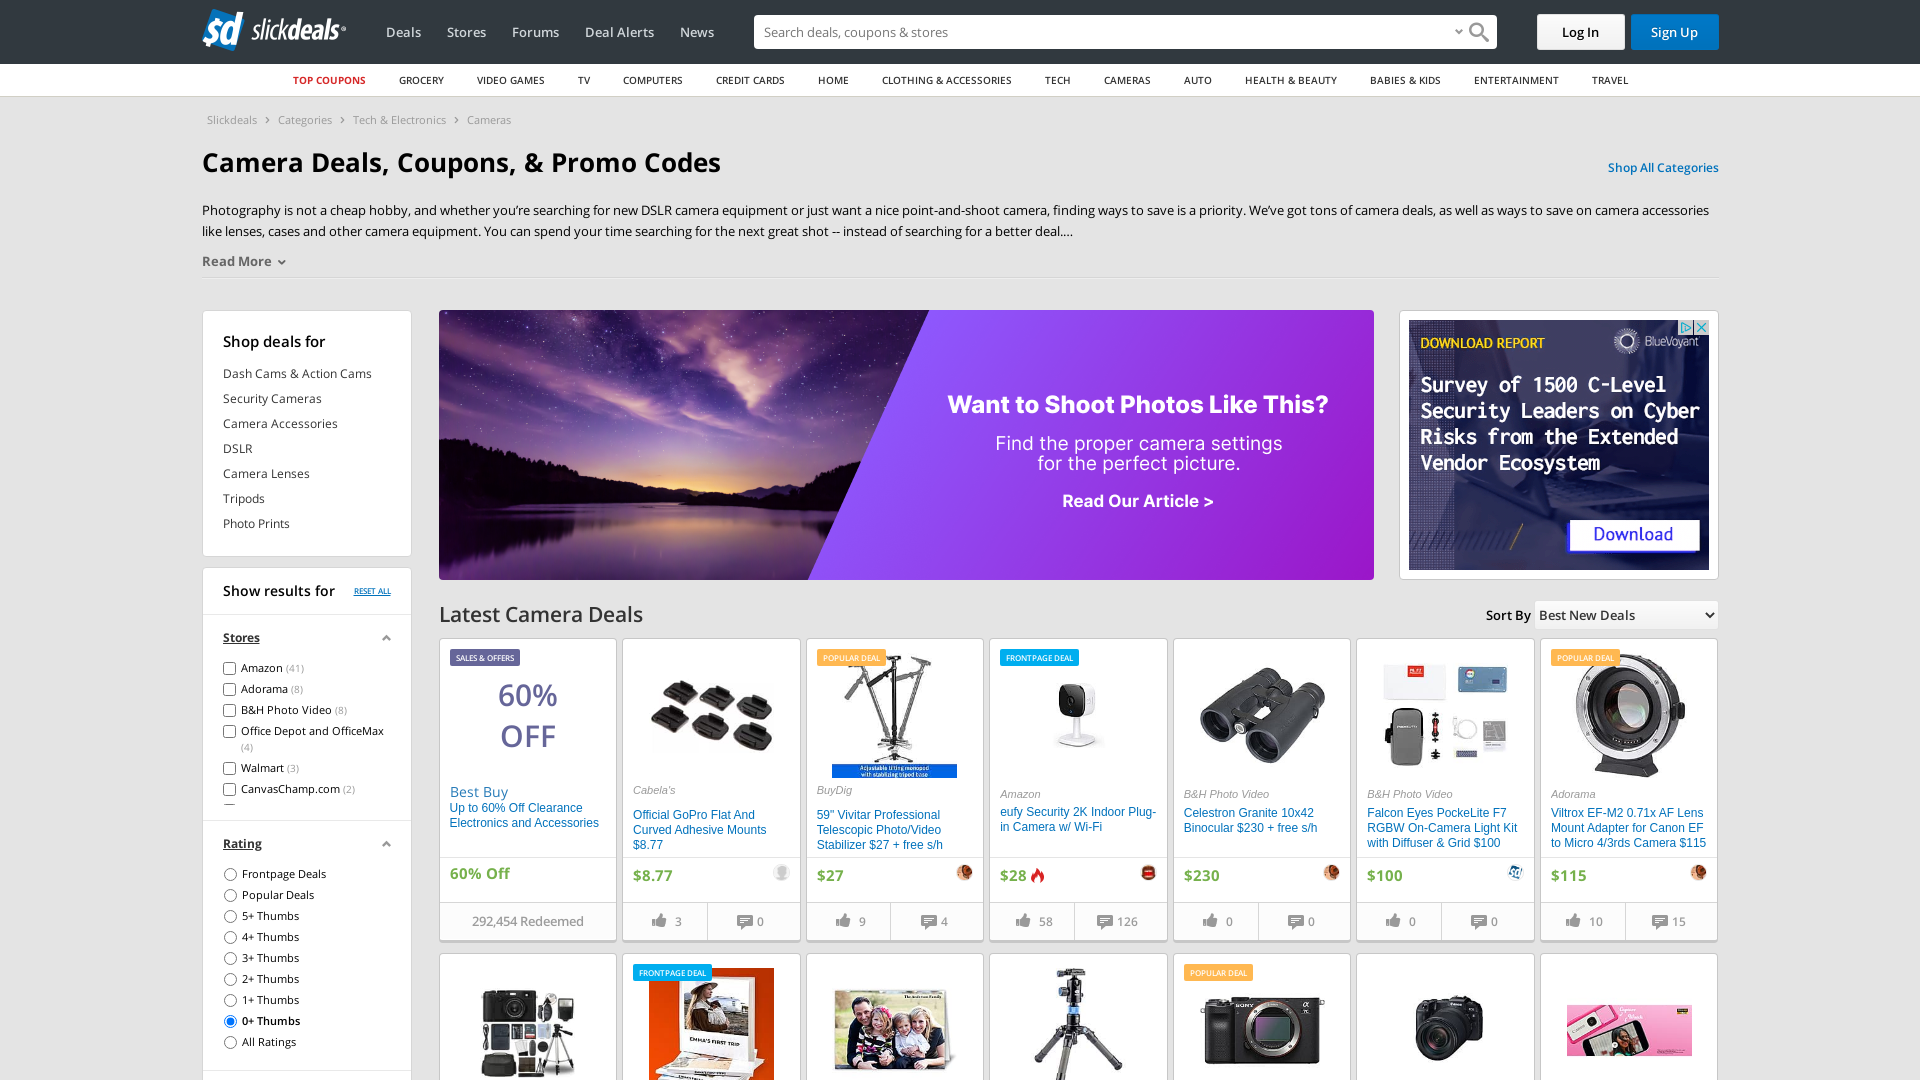 slickdeals
Deals
Stores
Forums
Deal Alerts
News
Search deals, coupons & stores
Log In
Sign Up
TOP COUPONS
GROCERY
VIDEO GAMES
TV
COMPUTERS
CREDIT CARDS
HOME
CLOTHING & ACCESSORIES
TECH
CAMERAS
AUTO
HEALTH & BEAUTY
BABIES & KIDS
ENTERTAINMENT
TRAVEL
Slickdeals > Categories > Tech & Electronics > Cameras
Camera Deals, Coupons, & Promo Codes
Shop All Categories
Photography is not a cheap hobby, and whether you’re searching for new DSLR camera equipment or just want a nice point-and-shoot camera, finding ways to save is a priority. We’ve got tons of camera deals, as well as ways to save on camera accessories
like lenses, cases and other camera equipment. You can spend your time searching for the next great shot -- instead of searching for a better deal....
Read More
Shop deals for
Dash Cams & Action Cams
Security Cameras
Camera Accessories
DSLR
Camera Lenses
Tripods
Photo Prints
Want to Shoot Photos Like This?
Find the proper camera settings
for the perfect picture.
Read Our Article >
DOWNLOAD REPORT
BlueVoyant
Survey of 1500 C-Level
Security Leaders on Cyber
Risks from the Extended
Vendor Ecosystem
Download
Show results for
RESET ALL
Stores
Amazon (41)
Adorama (8)
B&H Photo Video (8)
Office Depot and OfficeMax
(4)
Walmart (3)
CanvasChamp.com (2)
Rating
Frontpage Deals
Popular Deals
5+ Thumbs
4+ Thumbs
3+ Thumbs
2+ Thumbs
1+ Thumbs
0+ Thumbs
All Ratings
Latest Camera Deals
Sort By
Best New Deals
SALES & OFFERS
60%
OFF
Best Buy
Up to 60% Off Clearance
Electronics and Accessories
60% Off
292,454 Redeemed
Cabela's
Official GoPro Flat And
Curved Adhesive Mounts
$8.77
$8.77
3
0
POPULAR DEAL
Adjustable tilting monopod
with stabilizing tripod base
BuyDig
59" Vivitar Professional
Telescopic Photo/Video
Stabilizer $27 + free s/h
$27
9
4
FRONTPAGE DEAL
Amazon
eufy Security 2K Indoor Plug-
in Camera w/ Wi-Fi
$28
58
126
B&H Photo Video
Celestron Granite 10x42
Binocular $230 + free s/h
$230
0
0
B&H Photo Video
Falcon Eyes PockeLite F7
RGBW On-Camera Light Kit
with Diffuser & Grid $100
$100
0
0
POPULAR DEAL
Adorama
Viltrox EF-M2 0.71x AF Lens
Mount Adapter for Canon EF
to Micro 4/3rds Camera $115
$115
10
15
FRONTPAGE DEAL
EMMA'S FIRST TRIP
The Anderson Family
POPULAR DEAL
SONY